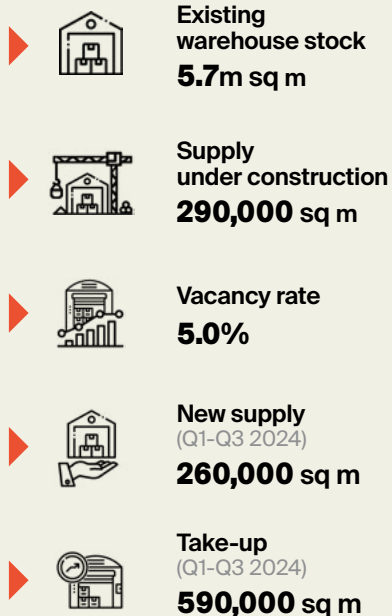 Existing
warehouse stock
5.7m sq m
Supply
under construction
290,000 sq m
Vacancy rate
5.0%
New supply
(Q1-Q3 2024)
260,000 sq m
Take-up
(Q1-Q3 2024)
590,000 sq m